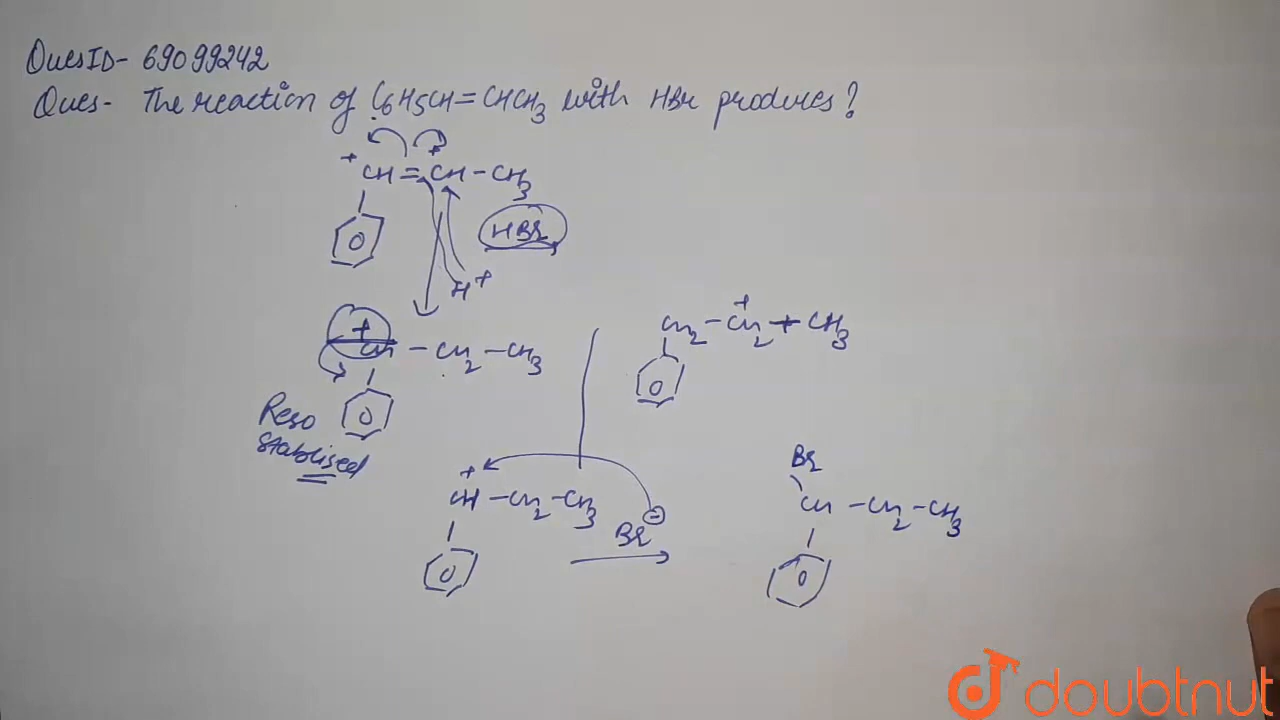 QuesID- 69099242
Ques- The reaction of C6H5CH=CHCH3 with HBr produces?
+ CH = CH - CH3
+
HBr
H+
+
CH - CH2 - CH3
Reso
stablised
CH2 - CH2 - CH3
+
+
CH - CH2 - CH3
Br
Br
CH - CH2 - CH3
doubtnut